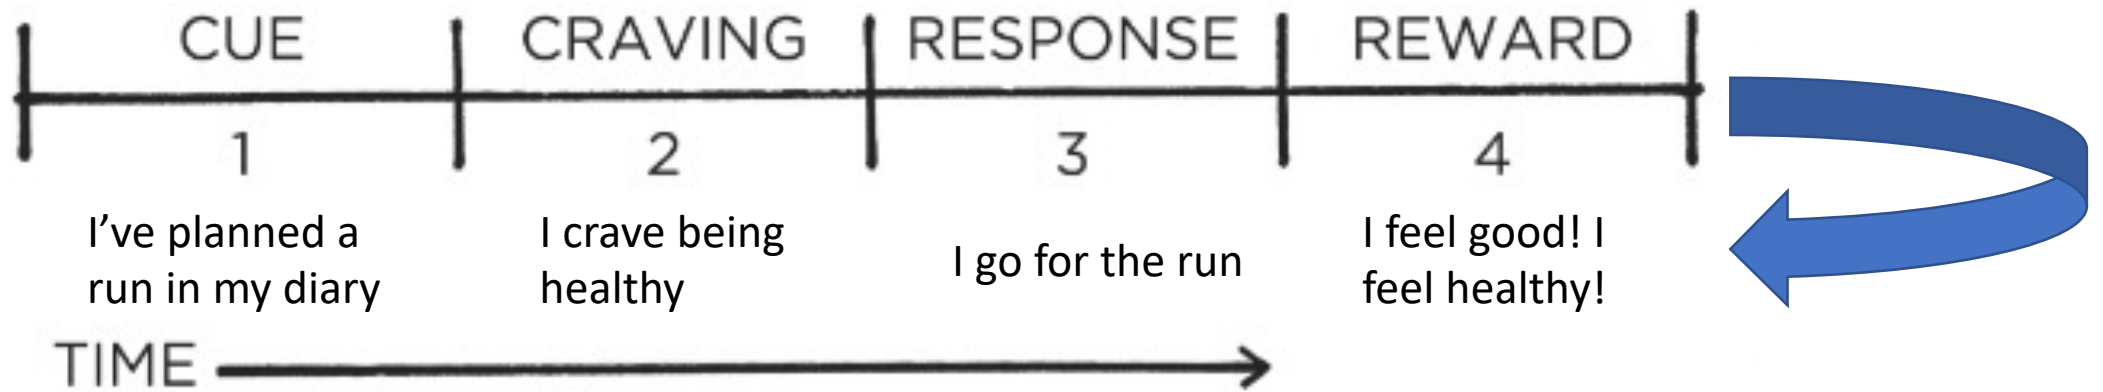 CUE CRAVING RESPONSE REWARD
1 2 3 4
I've planned a
run in my diary
I crave being
healthy
I go for the run
I feel good! I
feel healthy!
TIME